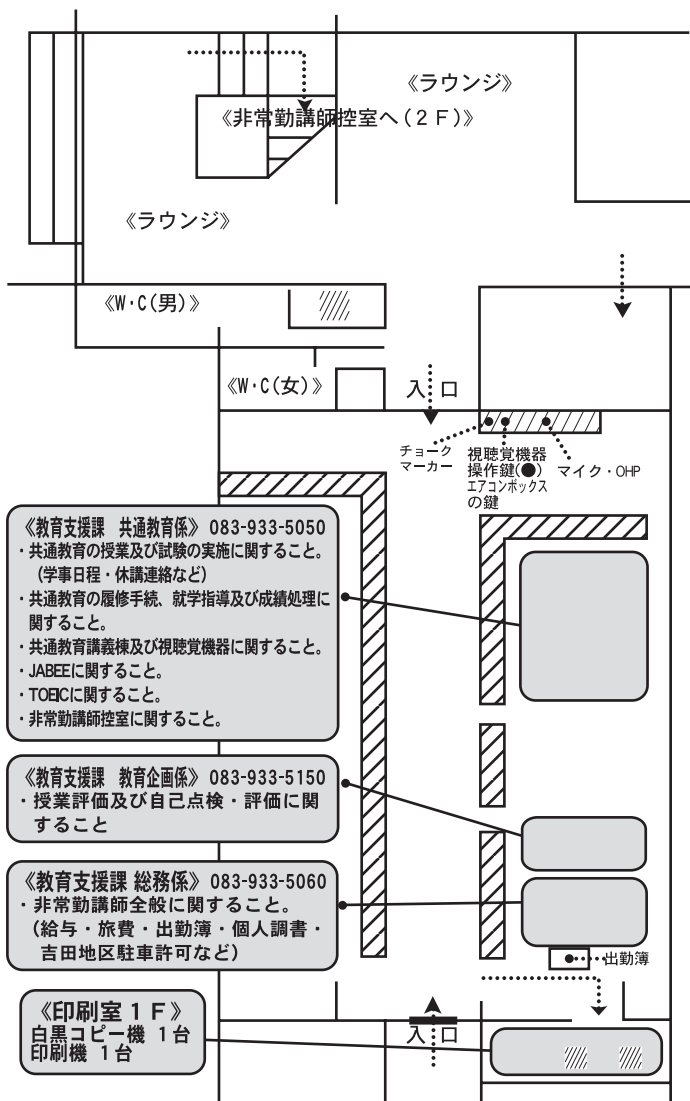 《ラウンジ》
《非常勤講師控室へ(2F)》
《ラウンジ》
《W・C(男)》
《W・C(女)》
入口
チョーク
マーカー
視聴覚機器
操作鍵(●)
エアコンボックス
の鍵
マイク・OHP
《教育支援課 共通教育係》 083-933-5050
・共通教育の授業及び試験の実施に関すること。
(学事日程・休講連絡など)
・共通教育の履修手続、就学指導及び成績処理に
関すること。
・共通教育講義棟及び視聴覚機器に関すること。
・JABEEに関すること。
・TOEICに関すること。
・非常勤講師控室に関すること。
《教育支援課 教育企画係》 083-933-5150
・授業評価及び自己点検・評価に関
すること
《教育支援課 総務係》 083-933-5060
・非常勤講師全般に関すること。
(給与・旅費・出勤簿・個人調書・
吉田地区駐車許可など)
出勤簿
《印刷室1F》
白黒コピー機 1台
印刷機 1台
入口